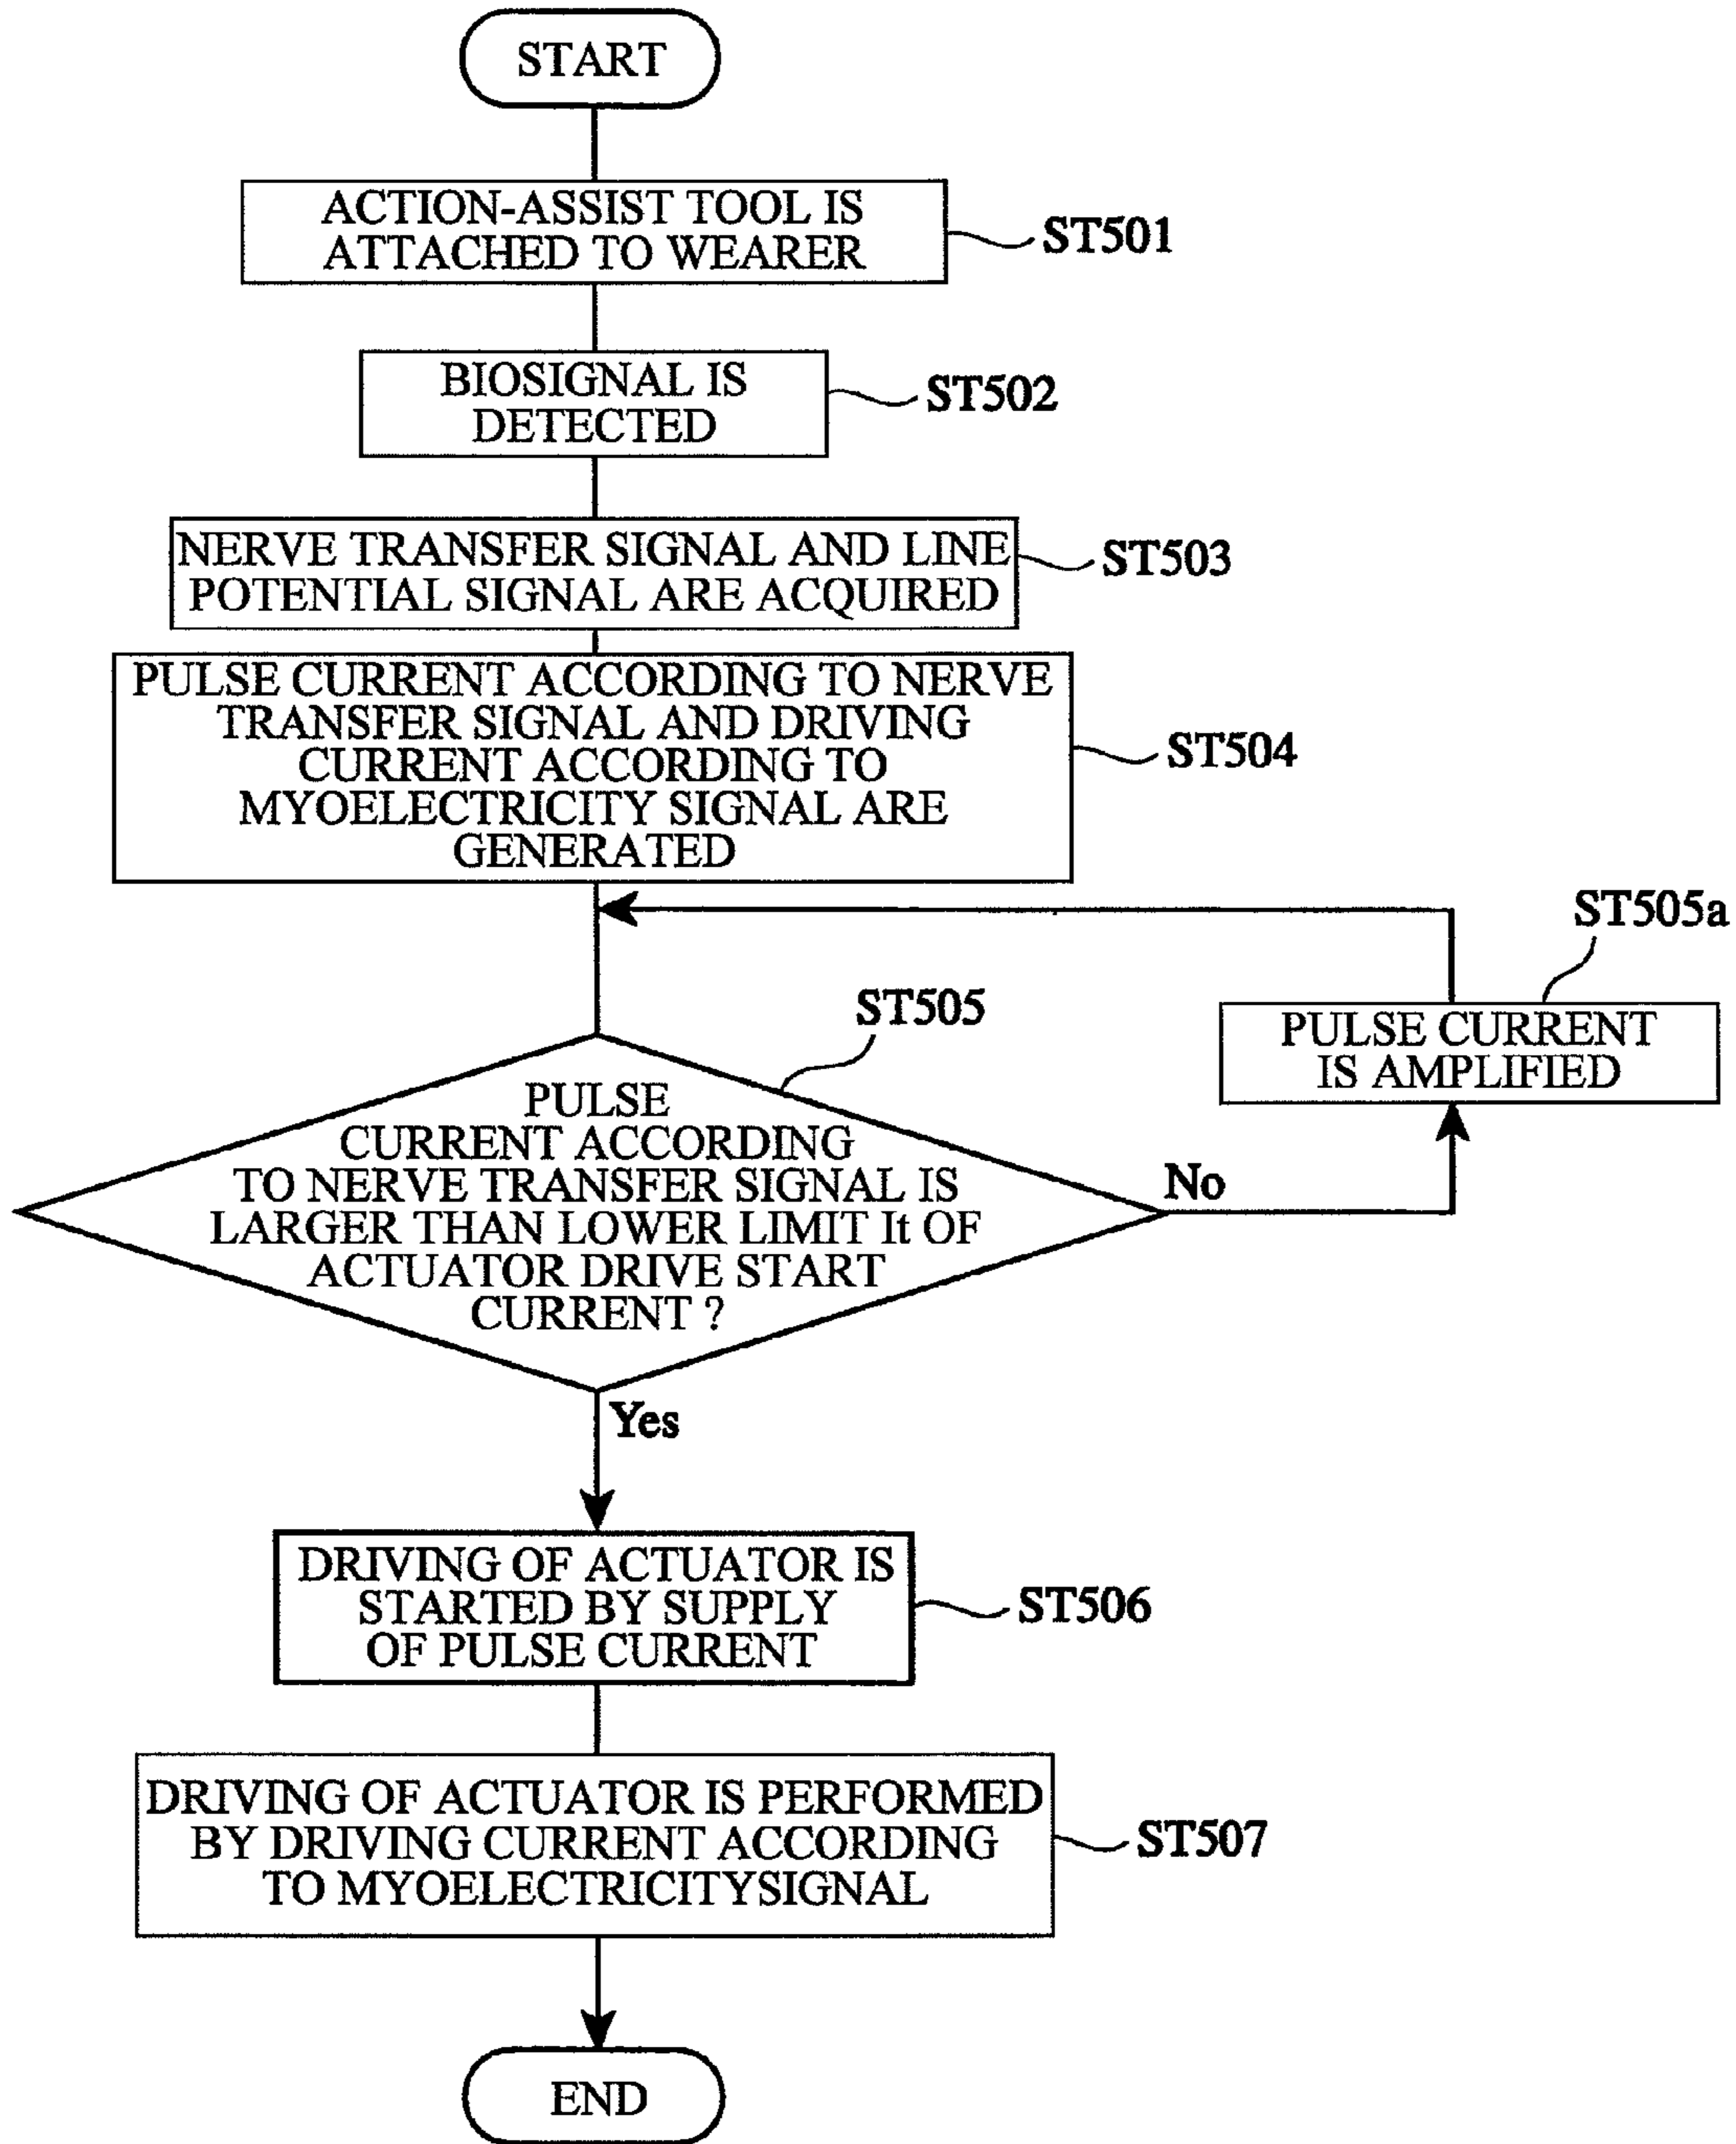 START
ACTION-ASSIST TOOL IS
ATTACHED TO WEARER
ST501
BIOSIGNAL IS
DETECTED
ST502
NERVE TRANSFER SIGNAL AND LINE
POTENTIAL SIGNAL ARE ACQUIRED
ST503
PULSE CURRENT ACCORDING TO NERVE
TRANSFER SIGNAL AND DRIVING
CURRENT ACCORDING TO
MYOELECTRICITY SIGNAL ARE
GENERATED
ST504
ST505a
PULSE CURRENT
IS AMPLIFIED
ST505
PULSE
CURRENT ACCORDING
TO NERVE TRANSFER SIGNAL IS
LARGER THAN LOWER LIMIT It OF
ACTUATOR DRIVE START
CURRENT ?
No
Yes
DRIVING OF ACTUATOR IS
STARTED BY SUPPLY
OF PULSE CURRENT
ST506
DRIVING OF ACTUATOR IS PERFORMED
BY DRIVING CURRENT ACCORDING
TO MYOELECTRICITYSIGNAL
ST507
END